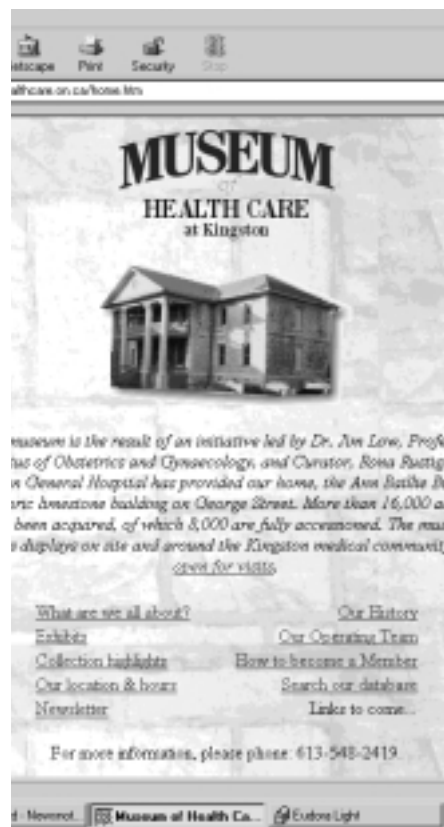 etscape Print Security Stop
althcare.on.ca/home.htm
MUSEUM
of
HEALTH CARE
at Kingston
museum is the result of an initiative led by Dr. Jim Low, Profe
tus of Obstetrics and Gynaecology, and Curator, Rona Rustig
n General Hospital has provided our home, the Ann Baillie B
oric limestone building on George Street. More than 16,000 a
been acquired, of which 8,000 are fully accessioned. The mus
s displays on site and around the Kingston medical community
open for visits.
What are we all about? Our History
Exhibits Our Operating Team
Collection highlights How to become a Member
Our location & hours Search our database
Newsletter Links to come...
For more information, please phone: 613-548-2419.
Museum of Health Ca... Eudora Light